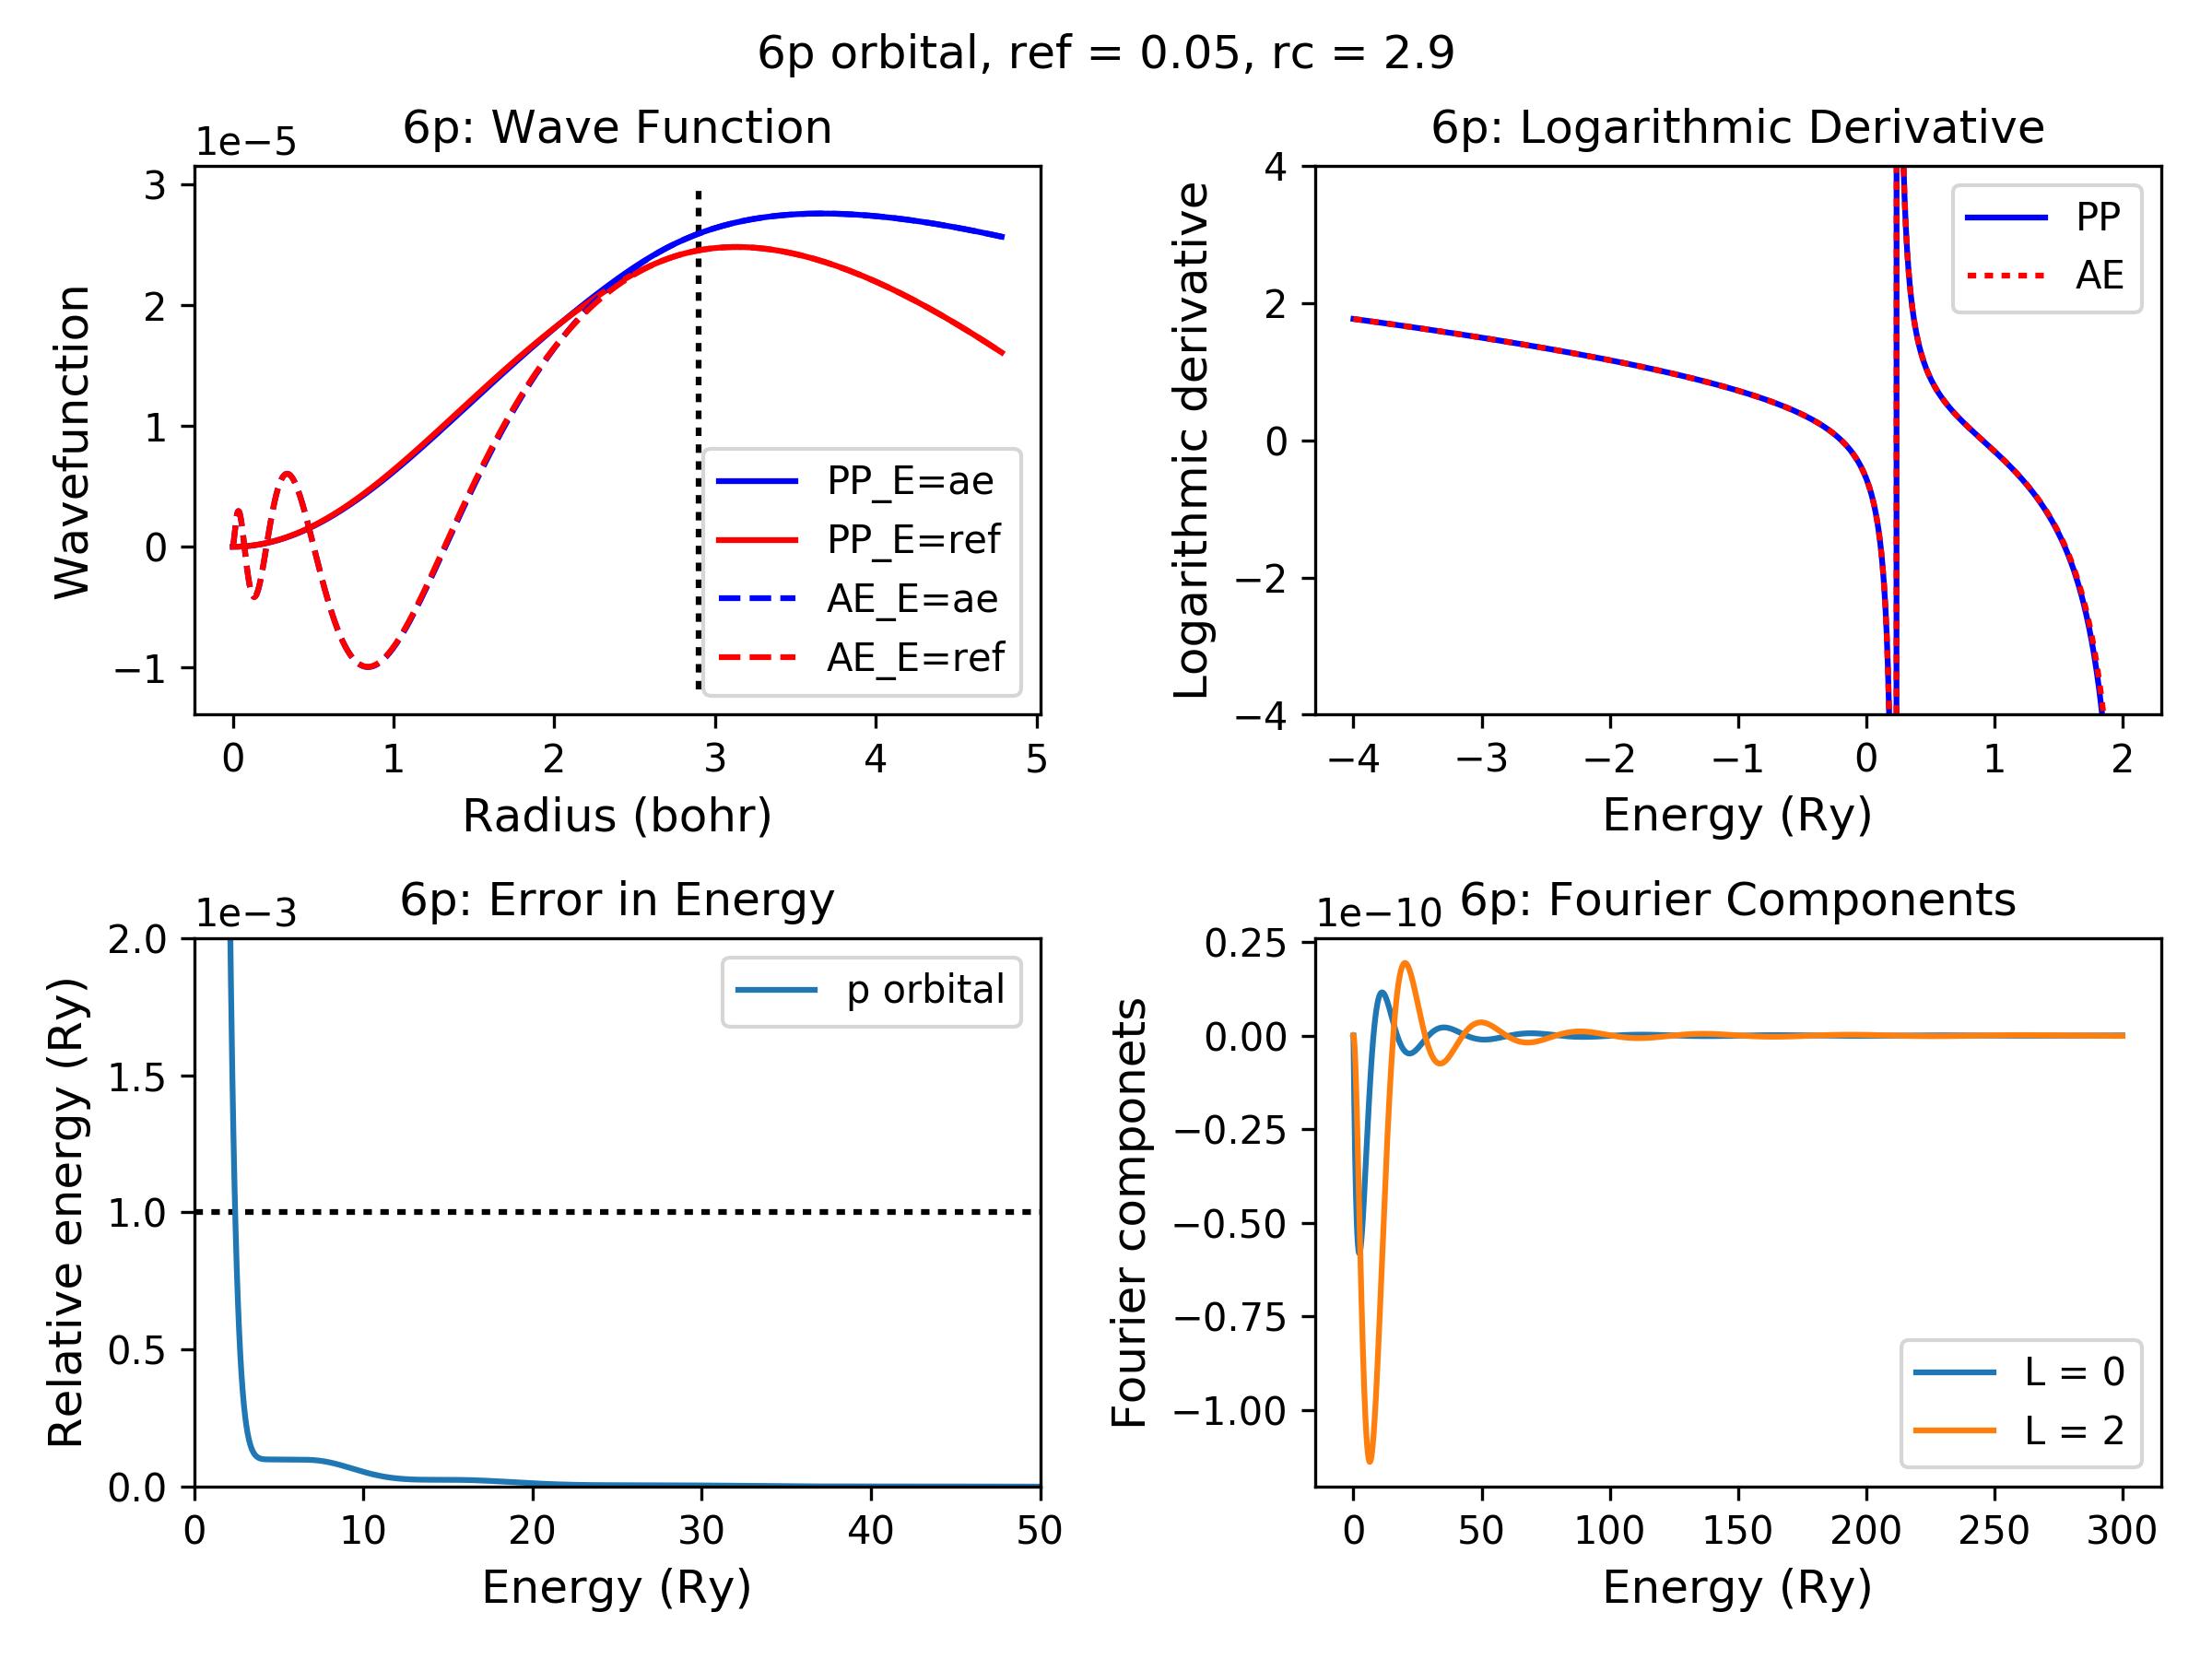 6p orbital, ref = 0.05, rc = 2.9
6p: Wave Function
1e−5
3
2
1
0
−1
Wavefunction
0 1 2 3 4 5
Radius (bohr)
PP_E=ae
PP_E=ref
AE_E=ae
AE_E=ref
6p: Logarithmic Derivative
4
2
0
−2
−4
Logarithmic derivative
−4 −3 −2 −1 0 1 2
Energy (Ry)
PP
AE
6p: Error in Energy
1e−3
2.0
1.5
1.0
0.5
0.0
Relative energy (Ry)
0 10 20 30 40 50
Energy (Ry)
p orbital
6p: Fourier Components
1e−10
0.25
0.00
−0.25
−0.50
−0.75
−1.00
Fourier componets
0 50 100 150 200 250 300
Energy (Ry)
L = 0
L = 2